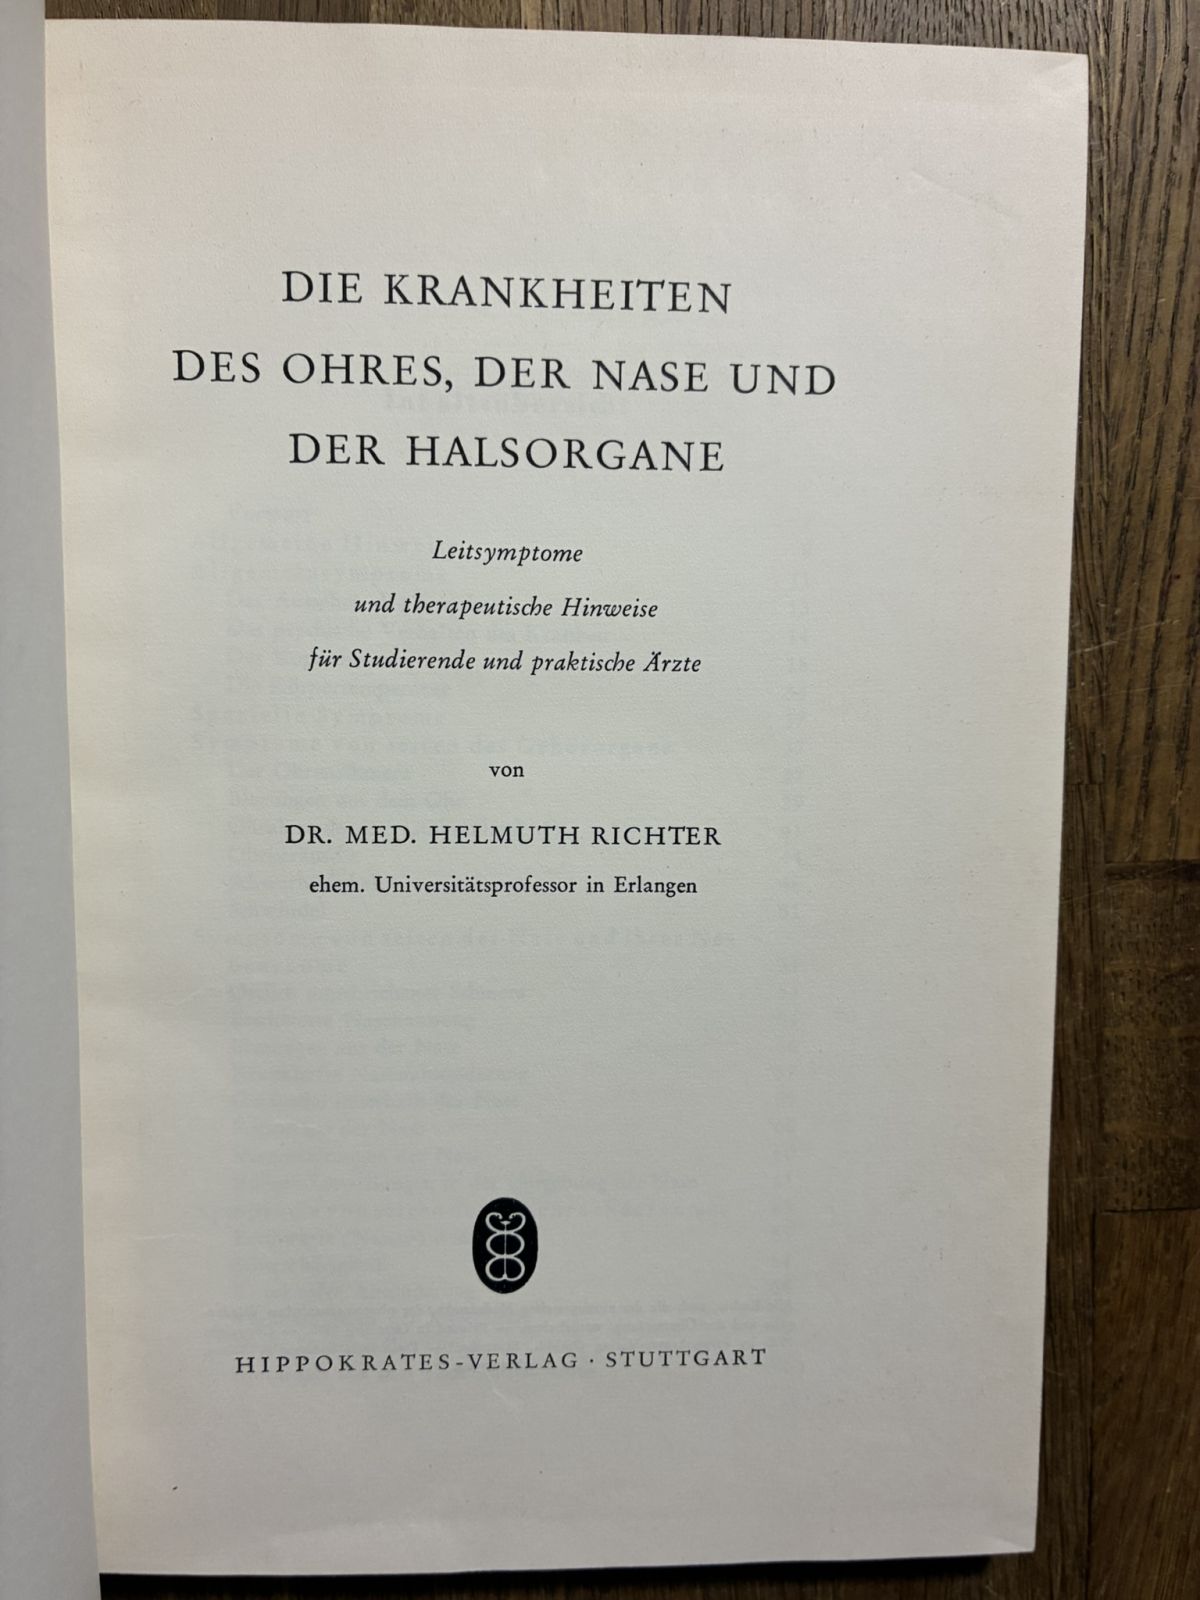 DIE KRANKHEITEN
DES OHRES, DER NASE UND
DER HALSORGANE
Leitsymptome
und therapeutische Hinweise
für Studierende und praktische Ärzte
von
DR. MED. HELMUTH RICHTER
ehem. Universitätsprofessor in Erlangen
HIPPOKRATES-VERLAG · STUTTGART